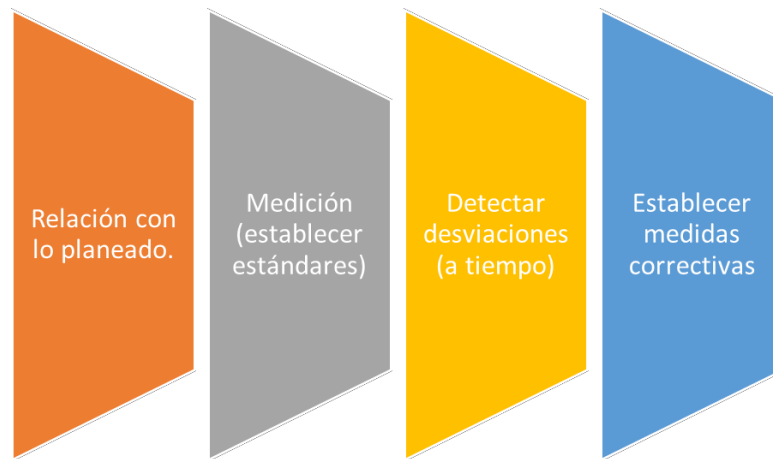 Relación con
lo planeado.
Medición
(establecer
estándares)
Detectar
desviaciones
(a tiempo)
Establecer
medidas
correctivas